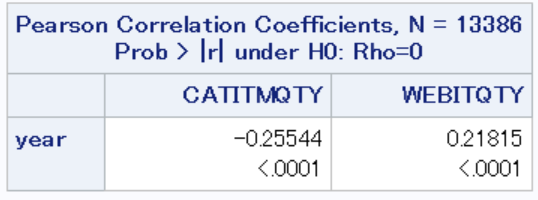 Pearson Correlation Coefficients, N = 13386
Prob > |r| under H0: Rho=0
CATITMQTY WEBITQTY
year -0.25544 0.21815
<.0001 <.0001